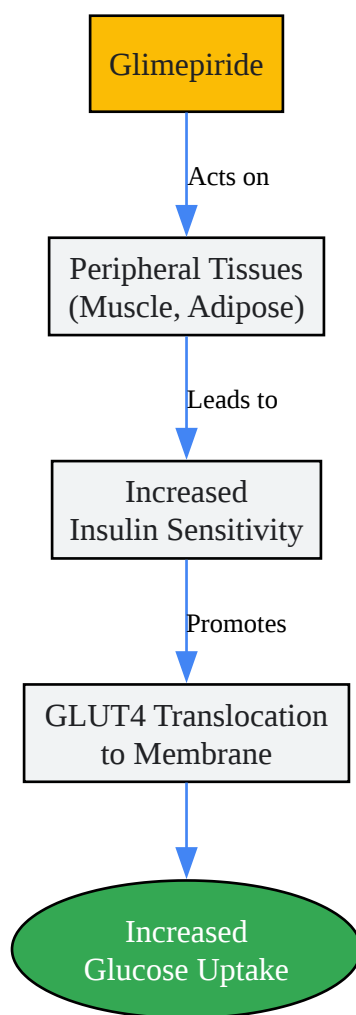 Glimepiride
Acts on
Peripheral Tissues
(Muscle, Adipose)
Leads to
Increased
Insulin Sensitivity
Promotes
GLUT4 Translocation
to Membrane
Increased
Glucose Uptake